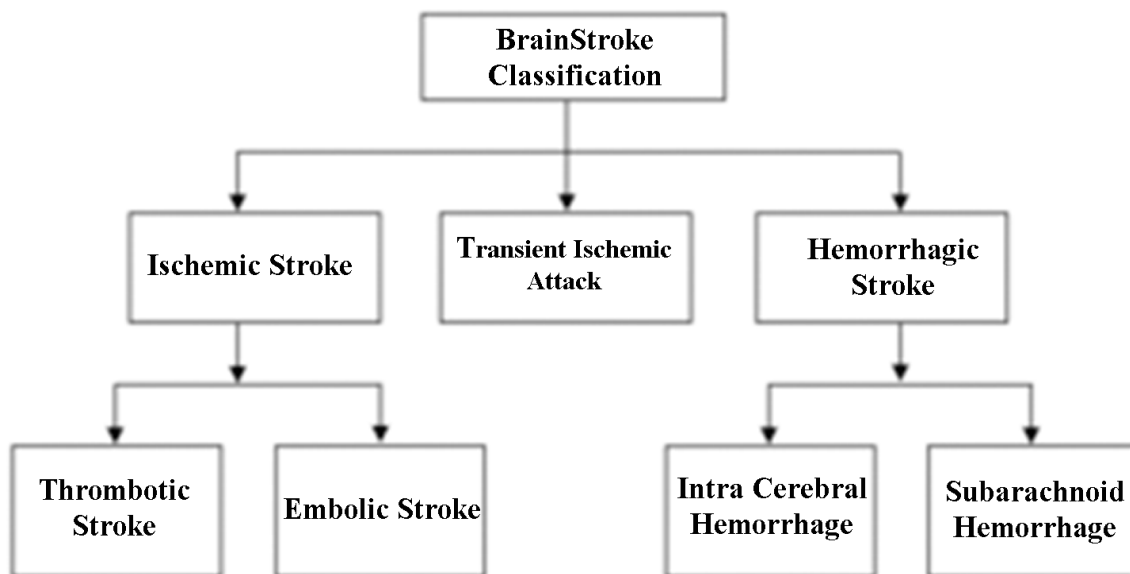 BrainStroke
Classification
Ischemic Stroke
Transient Ischemic
Attack
Hemorrhagic
Stroke
Thrombotic
Stroke
Embolic Stroke
Intra Cerebral
Hemorrhage
Subarachnoid
Hemorrhage